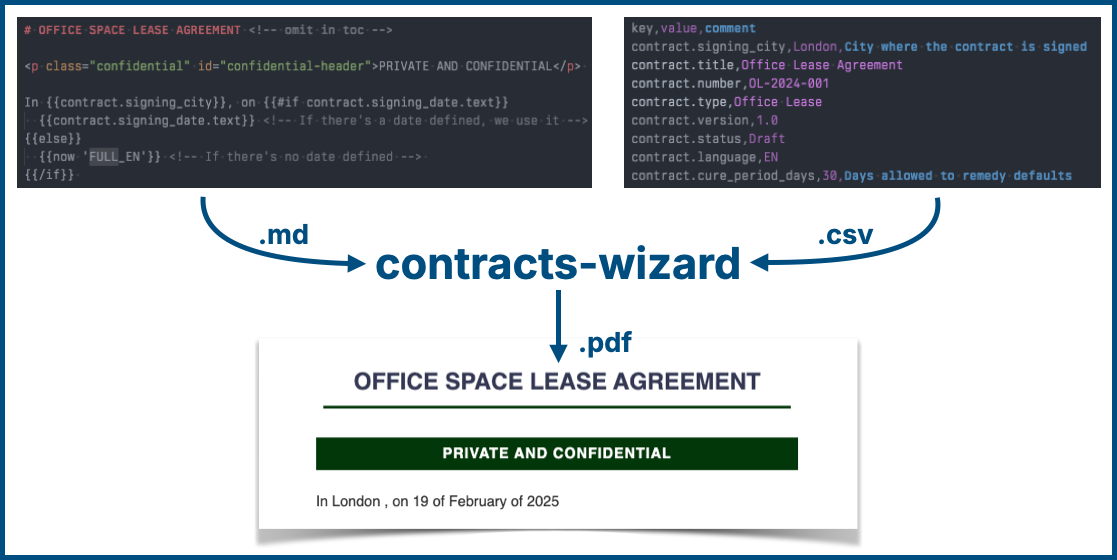 # OFFICE SPACE LEASE AGREEMENT <!-- omit in toc -->
<p class="confidential" id="confidential-header">PRIVATE AND CONFIDENTIAL</p>
In {{contract.signing_city}}, on {{#if contract.signing_date.text}}
{{contract.signing_date.text}} <!-- If there's a date defined, we use it -->
{{else}}
{{now 'FULL_EN'}} <!-- If there's no date defined -->
{{/if}}
key,value,comment
contract.signing_city,London,City where the contract is signed
contract.title,Office Lease Agreement
contract.number,OL-2024-001
contract.type,Office Lease
contract.version,1.0
contract.status,Draft
contract.language,EN
contract.cure_period_days,30,Days allowed to remedy defaults
.md
.csv
contracts-wizard
.pdf
OFFICE SPACE LEASE AGREEMENT
PRIVATE AND CONFIDENTIAL
In London , on 19 of February of 2025